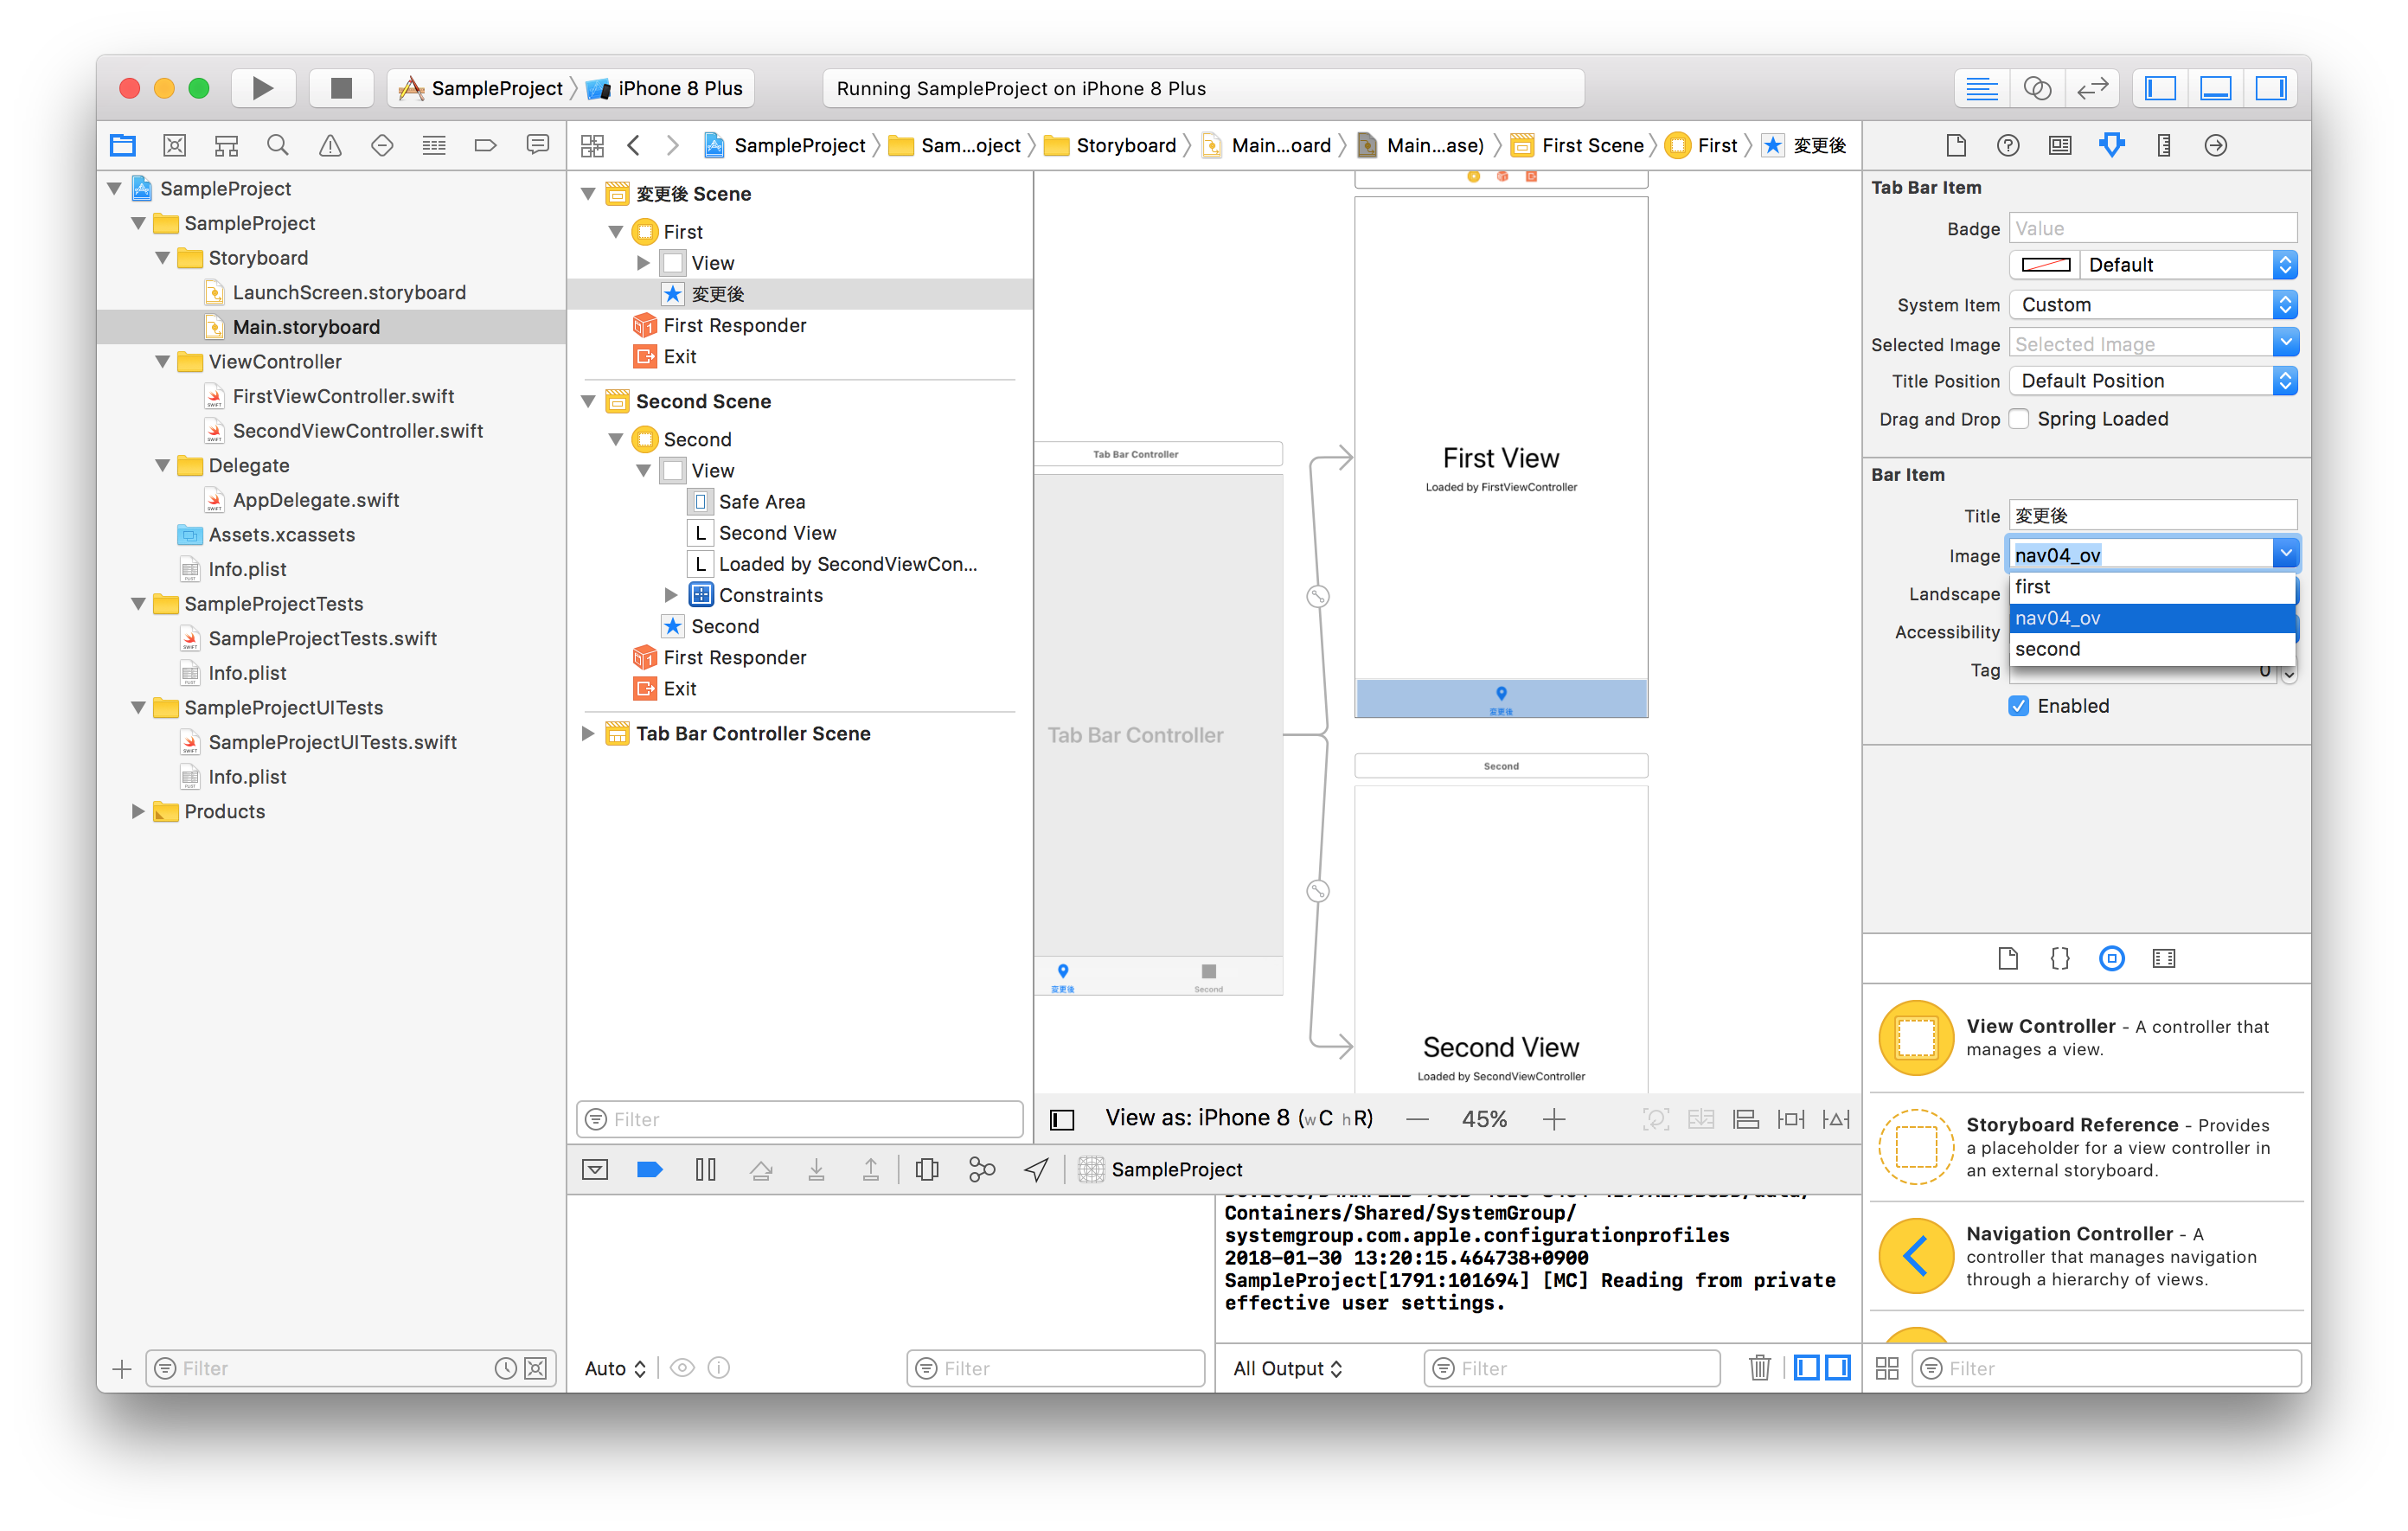 SampleProject
iPhone 8 Plus
Running SampleProject on iPhone 8 Plus
SampleProject
Sam...oject
Storyboard
Main...oard
Main...ase)
First Scene
First
変更後
SampleProject
SampleProject
Storyboard
LaunchScreen.storyboard
Main.storyboard
ViewController
FirstViewController.swift
SecondViewController.swift
Delegate
AppDelegate.swift
Assets.xcassets
Info.plist
SampleProjectTests
SampleProjectTests.swift
Info.plist
SampleProjectUITests
SampleProjectUITests.swift
Info.plist
Products
Filter
変更後 Scene
First
View
変更後
First Responder
Exit
Second Scene
Second
View
Safe Area
L Second View
L Loaded by SecondViewCon...
Constraints
Second
First Responder
Exit
Tab Bar Controller Scene
Filter
Tab Bar Controller
Tab Bar Controller
変更後
Second
First View
Loaded by FirstViewController
変更後
Second
Second View
Loaded by SecondViewController
View as: iPhone 8 (wC hR)
45%
SampleProject
Containers/Shared/SystemGroup/
systemgroup.com.apple.configurationprofiles
2018-01-30 13:20:15.464738+0900
SampleProject[1791:101694] [MC] Reading from private
effective user settings.
Auto
Filter
All Output
Filter
Tab Bar Item
Badge
Value
Default
System Item
Custom
Selected Image
Selected Image
Title Position
Default Position
Drag and Drop
Spring Loaded
Bar Item
Title
変更後
Image
nav04_ov
first
nav04_ov
second
Landscape
Accessibility
Tag
0
Enabled
View Controller - A controller that
manages a view.
Storyboard Reference - Provides
a placeholder for a view controller in
an external storyboard.
Navigation Controller - A
controller that manages navigation
through a hierarchy of views.
Filter